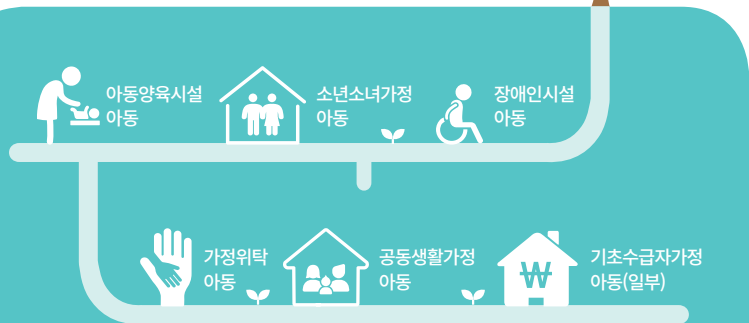 아동양육시설
아동
소년소녀가정
아동
장애인시설
아동
가정위탁
아동
공동생활가정
아동
₩
기초수급자가정
아동(일부)